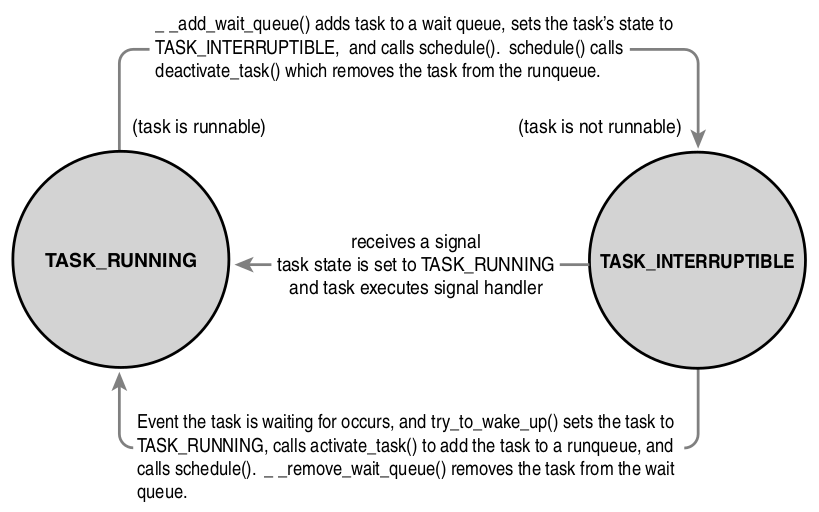 _ _add_wait_queue() adds task to a wait queue, sets the task's state to
TASK_INTERRUPTIBLE, and calls schedule(). schedule() calls
deactivate_task() which removes the task from the runqueue.
(task is runnable)
(task is not runnable)
TASK_RUNNING
receives a signal
task state is set to TASK_RUNNING
and task executes signal handler
TASK_INTERRUPTIBLE
Event the task is waiting for occurs, and try_to_wake_up() sets the task to
TASK_RUNNING, calls activate_task() to add the task to a runqueue, and
calls schedule(). _ _remove_wait_queue() removes the task from the wait
queue.